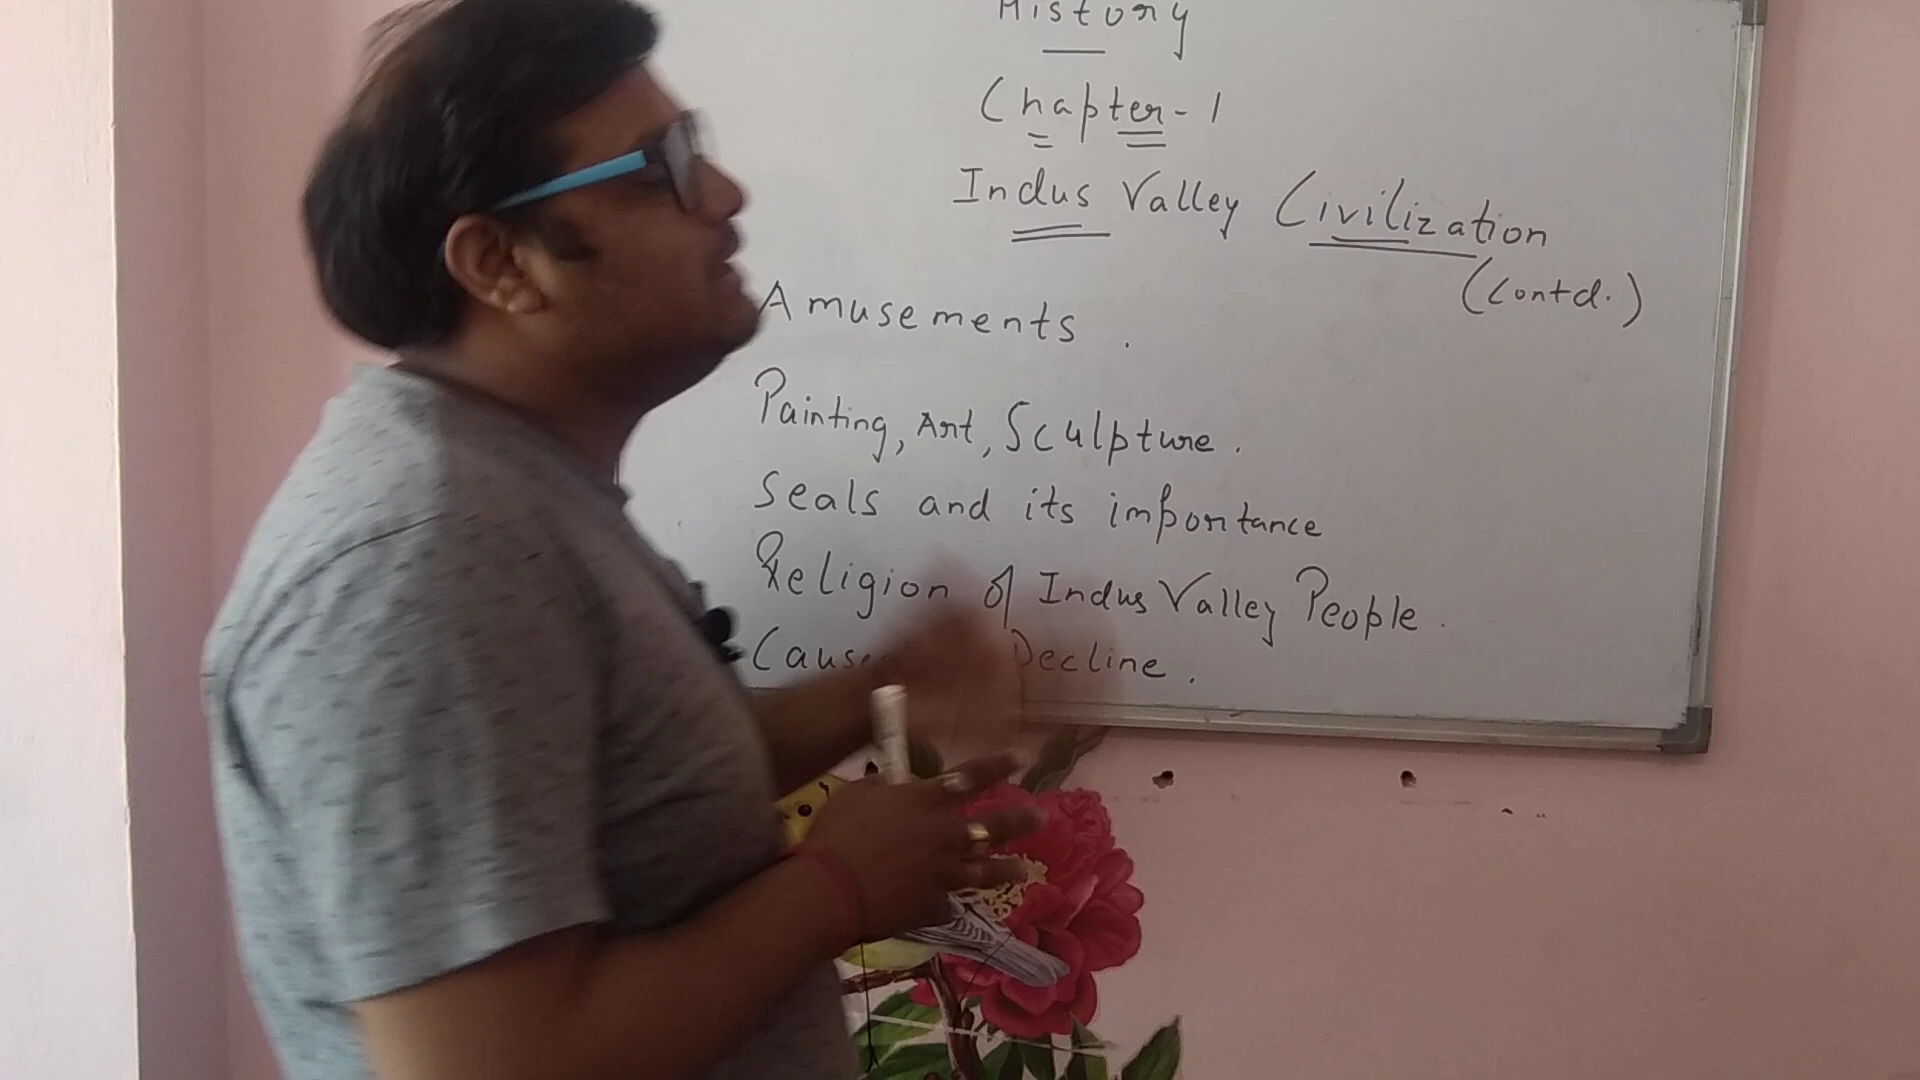 History
Chapter-1
Indus Valley Civilization
(Contd.)
Amusements.
Painting, Art, Sculpture.
Seals and its importance
Religion of Indus Valley People.
Decline.